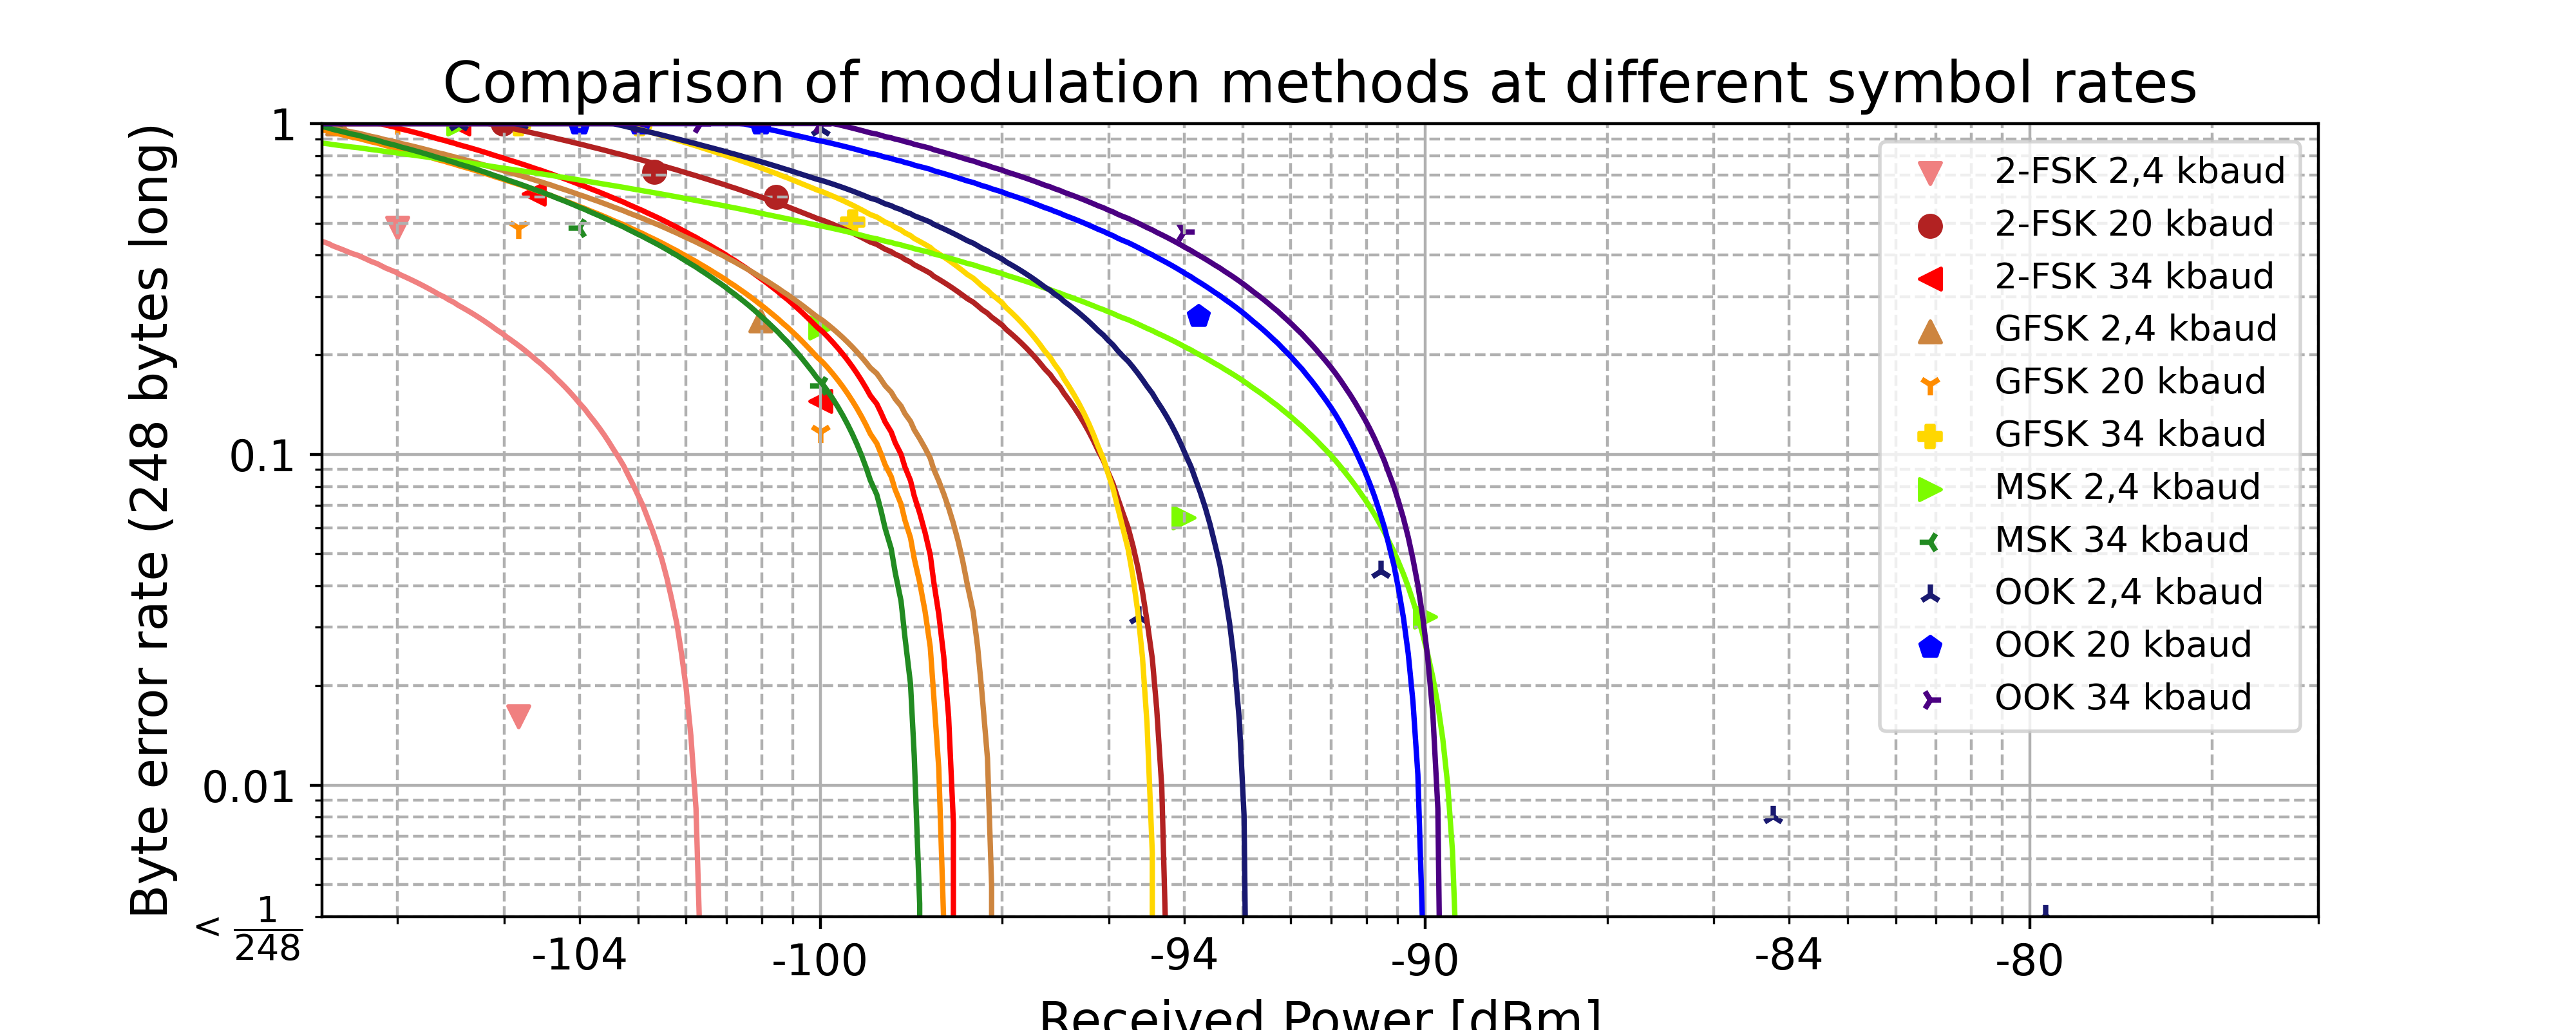 Comparison of modulation methods at different symbol rates
Byte error rate (248 bytes long)
1
0.1
0.01
< 1/248
2-FSK 2,4 kbaud
2-FSK 20 kbaud
2-FSK 34 kbaud
GFSK 2,4 kbaud
GFSK 20 kbaud
GFSK 34 kbaud
MSK 2,4 kbaud
MSK 34 kbaud
OOK 2,4 kbaud
OOK 20 kbaud
OOK 34 kbaud
-104 -100 -94 -90 -84 -80
Received Power [dBm]